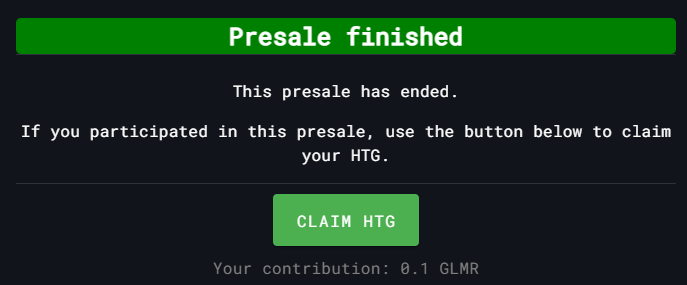 Presale finished
This presale has ended.
If you participated in this presale, use the button below to claim
your HTG.
CLAIM HTG
Your contribution: 0.1 GLMR